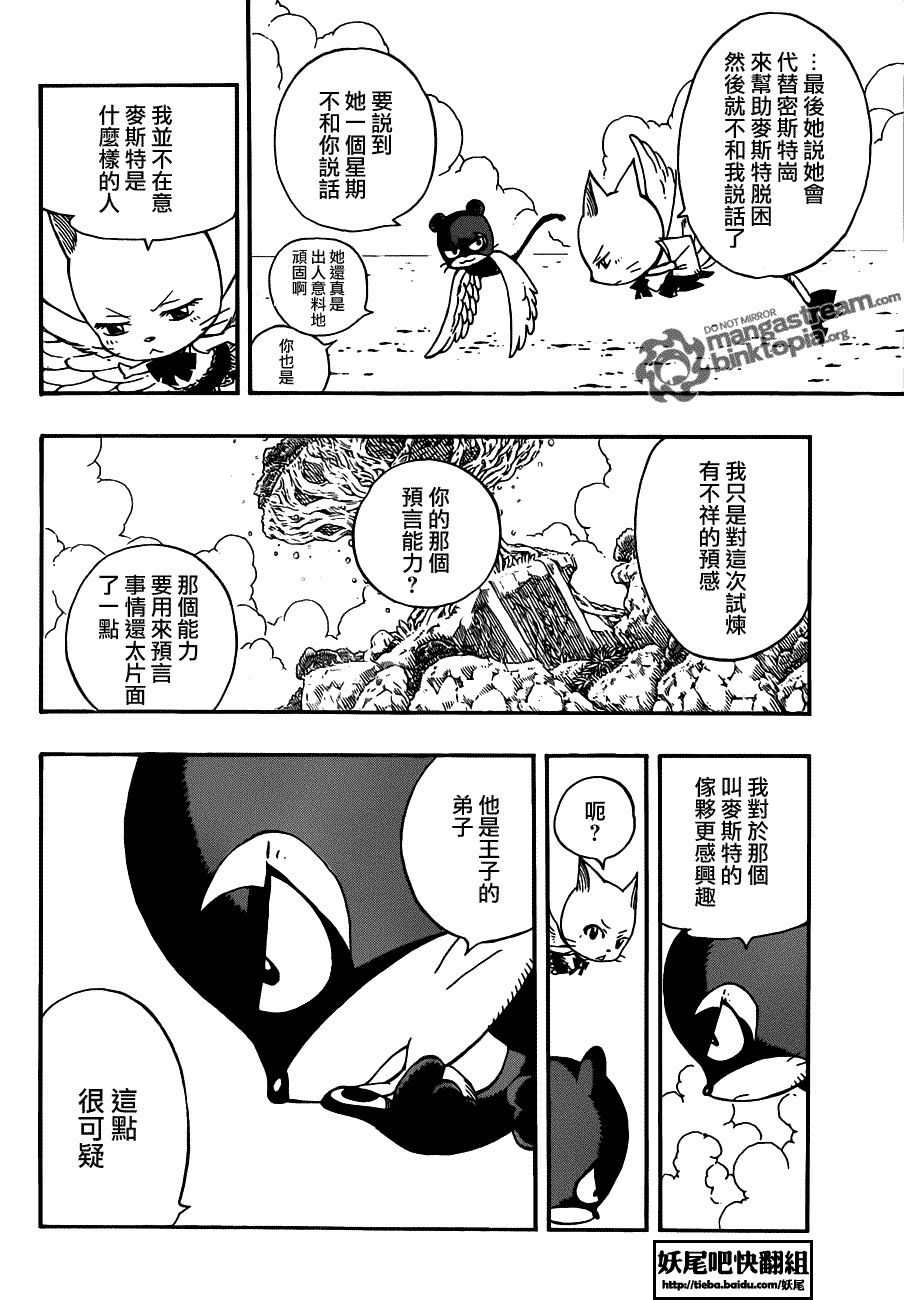 …最後她說她會
代替密斯特崗
來幫助麥斯特脱困
然後就不和我說話了
要説到
她一個星期
不和你説話
她還真是
出人意料地
頑固啊
你也是
我並不在意
麥斯特是
什麼樣的人
DO NOT MIRROR
mangastream.com
binktopia.org
我只是對這次試煉
有不祥的預感
你的那個
預言能力?
那個能力
要用來預言
事情還太片面
了一點
我對於那個
叫麥斯特的
傢夥更感興趣
呃?
他是王子的
弟子
這點
很可疑
妖尾吧快翻組
http://tieba.baidu.com/妖尾